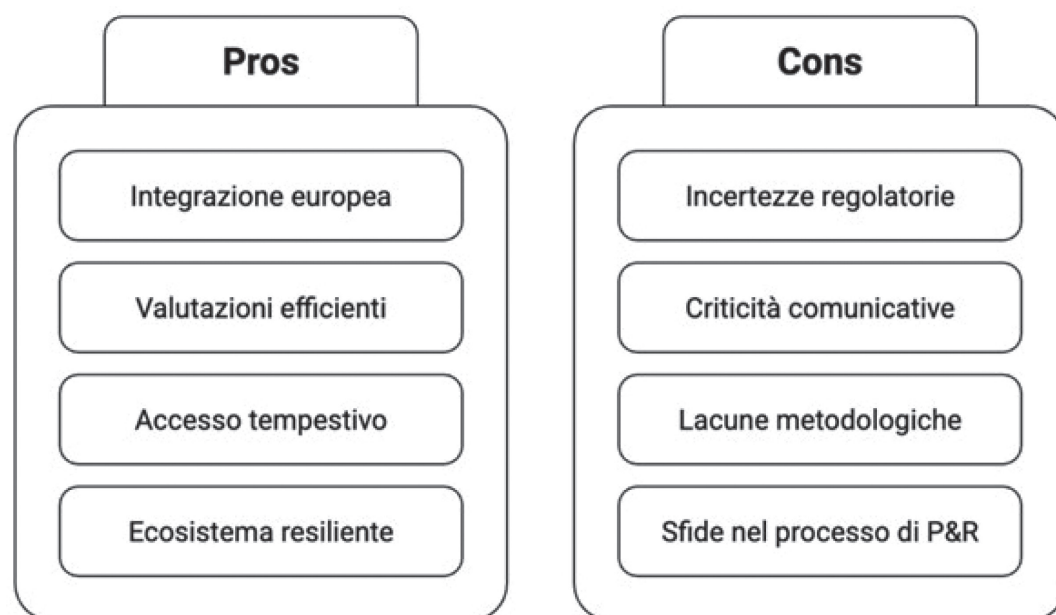 Pros
Integrazione europea
Valutazioni efficienti
Accesso tempestivo
Ecosistema resiliente
Cons
Incertezze regolatorie
Criticità comunicative
Lacune metodologiche
Sfide nel processo di P&R